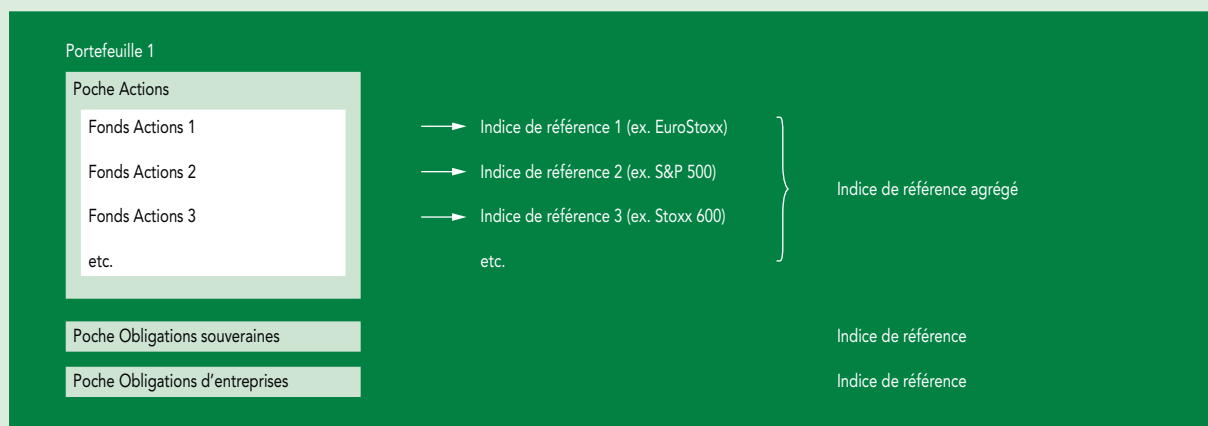 Portefeuille 1
Poche Actions
Fonds Actions 1
Indice de référence 1 (ex. EuroStoxx)
Fonds Actions 2
Indice de référence 2 (ex. S&P 500)
Indice de référence agrégé
Fonds Actions 3
Indice de référence 3 (ex. Stoxx 600)
etc.
etc.
Poche Obligations souveraines
Indice de référence
Poche Obligations d’entreprises
Indice de référence